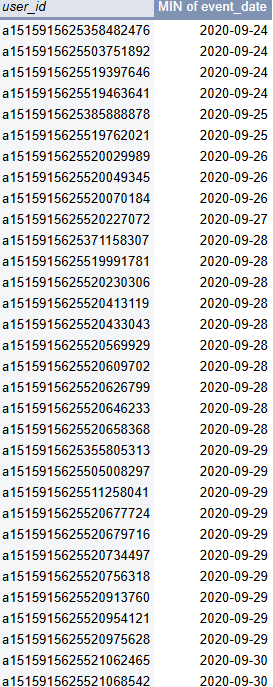 user_id MIN of event_date
a1515915625358482476 2020-09-24
a1515915625503751892 2020-09-24
a1515915625519397646 2020-09-24
a1515915625519463641 2020-09-24
a1515915625385888878 2020-09-25
a1515915625519762021 2020-09-25
a1515915625520029989 2020-09-26
a1515915625520049345 2020-09-26
a1515915625520070184 2020-09-26
a1515915625520227072 2020-09-27
a1515915625371158307 2020-09-28
a1515915625519991781 2020-09-28
a1515915625520230306 2020-09-28
a1515915625520413119 2020-09-28
a1515915625520433043 2020-09-28
a1515915625520569929 2020-09-28
a1515915625520609702 2020-09-28
a1515915625520626799 2020-09-28
a1515915625520646233 2020-09-28
a1515915625520658368 2020-09-28
a1515915625355805313 2020-09-29
a1515915625505008297 2020-09-29
a1515915625511258041 2020-09-29
a1515915625520677724 2020-09-29
a1515915625520679716 2020-09-29
a1515915625520734497 2020-09-29
a1515915625520756318 2020-09-29
a1515915625520913760 2020-09-29
a1515915625520954121 2020-09-29
a1515915625520975628 2020-09-29
a1515915625521062465 2020-09-30
a1515915625521068542 2020-09-30